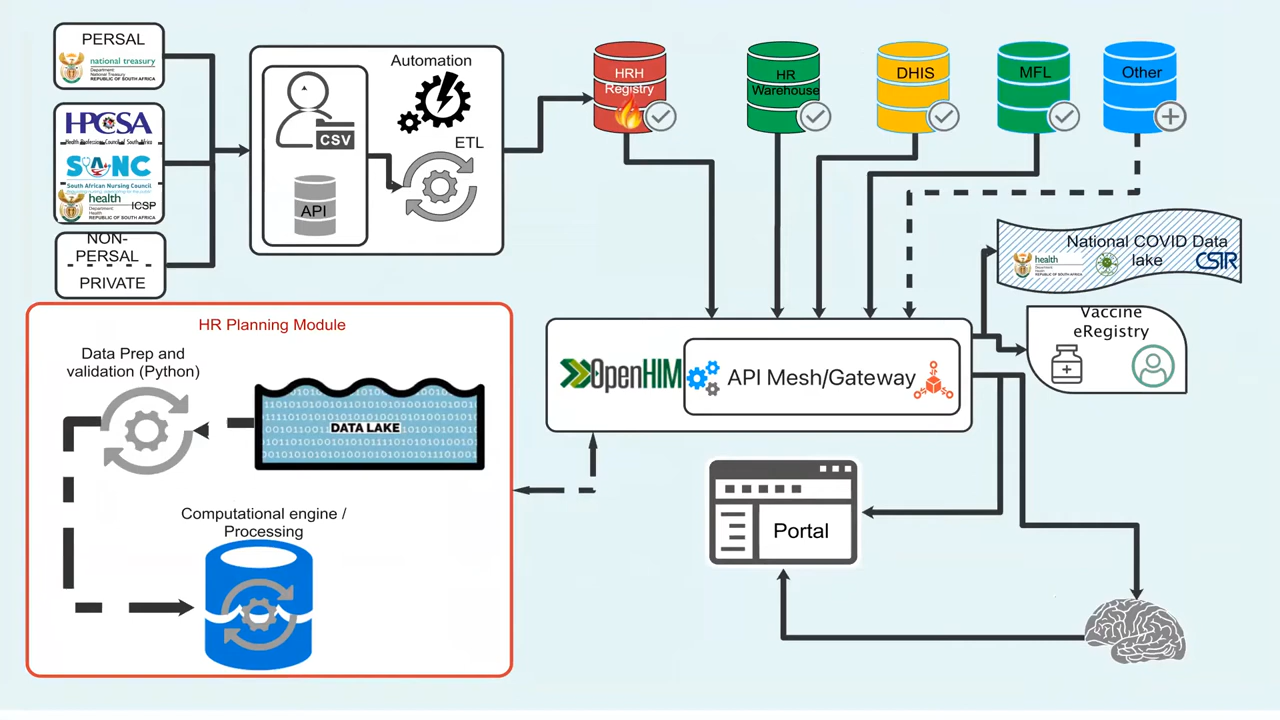 PERSAL
national treasury
Department:
National Treasury
REPUBLIC OF SOUTH AFRICA
HPCSA
Health Professions Council of South Africa
SANC
South African Nursing Council
health
ICSP
Department:
Health
REPUBLIC OF SOUTH AFRICA
NON-
PERSAL
PRIVATE
Automation
CSV
ETL
API
HRH
Registry
HR
Warehouse
DHIS
MFL
Other
National COVID Data
lake
health
CSIR
Vaccine
eRegistry
OpenHIM
API Mesh/Gateway
Portal
HR Planning Module
Data Prep and
validation (Python)
DATA LAKE
Computational engine /
Processing